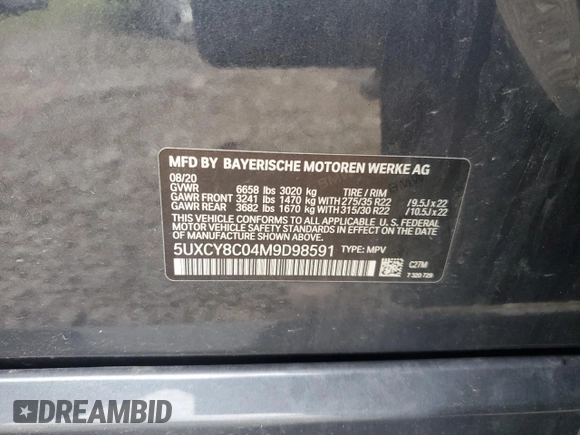 MFD BY BAYERISCHE MOTOREN WERKE AG
08/20
GVWR 6658 lbs 3020 kg TIRE / RIM
GAWR FRONT 3241 lbs 1470 kg WITH 275/35 R22 /9.5J x 22
GAWR REAR 3682 lbs 1670 kg WITH 315/30 R22 /10.5J x 22
THIS VEHICLE CONFORMS TO ALL APPLICABLE U. S. FEDERAL
MOTOR VEHICLE SAFETY STANDARDS IN EFFECT ON THE DATE
OF MANUFACTURE SHOWN ABOVE.
5UXCY8C04M9D98591 TYPE: MPV
C27M
7 320 729
DREAMBID